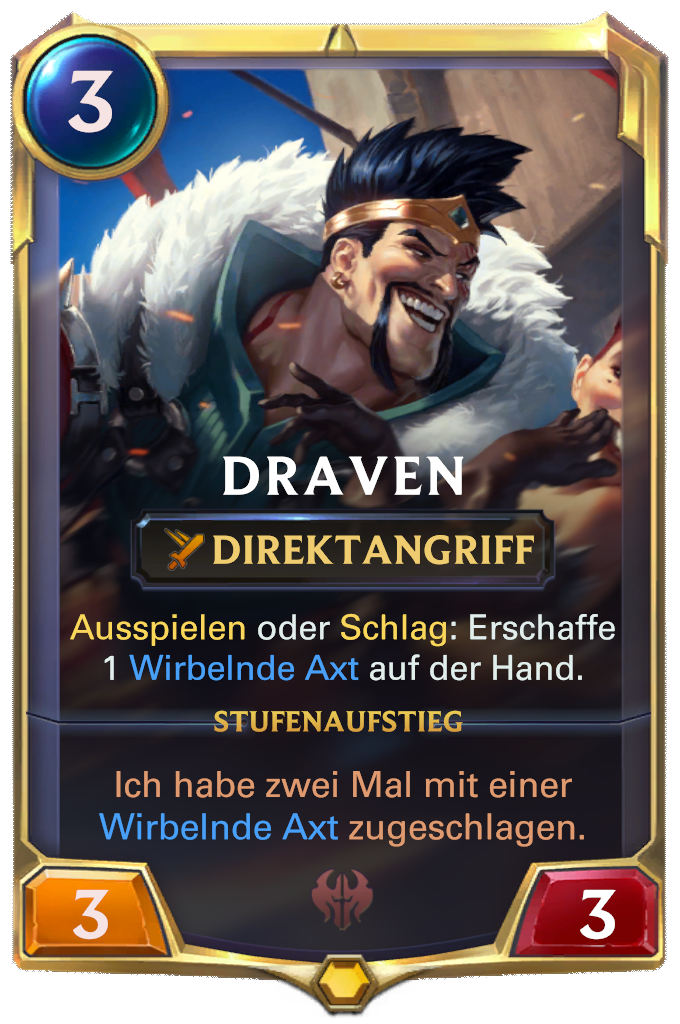 3
DRAVEN
DIREKTANGRIFF
Ausspielen oder Schlag: Erschaffe
1 Wirbelnde Axt auf der Hand.
STUFENAUFSTIEG
Ich habe zwei Mal mit einer
Wirbelnde Axt zugeschlagen.
3
3